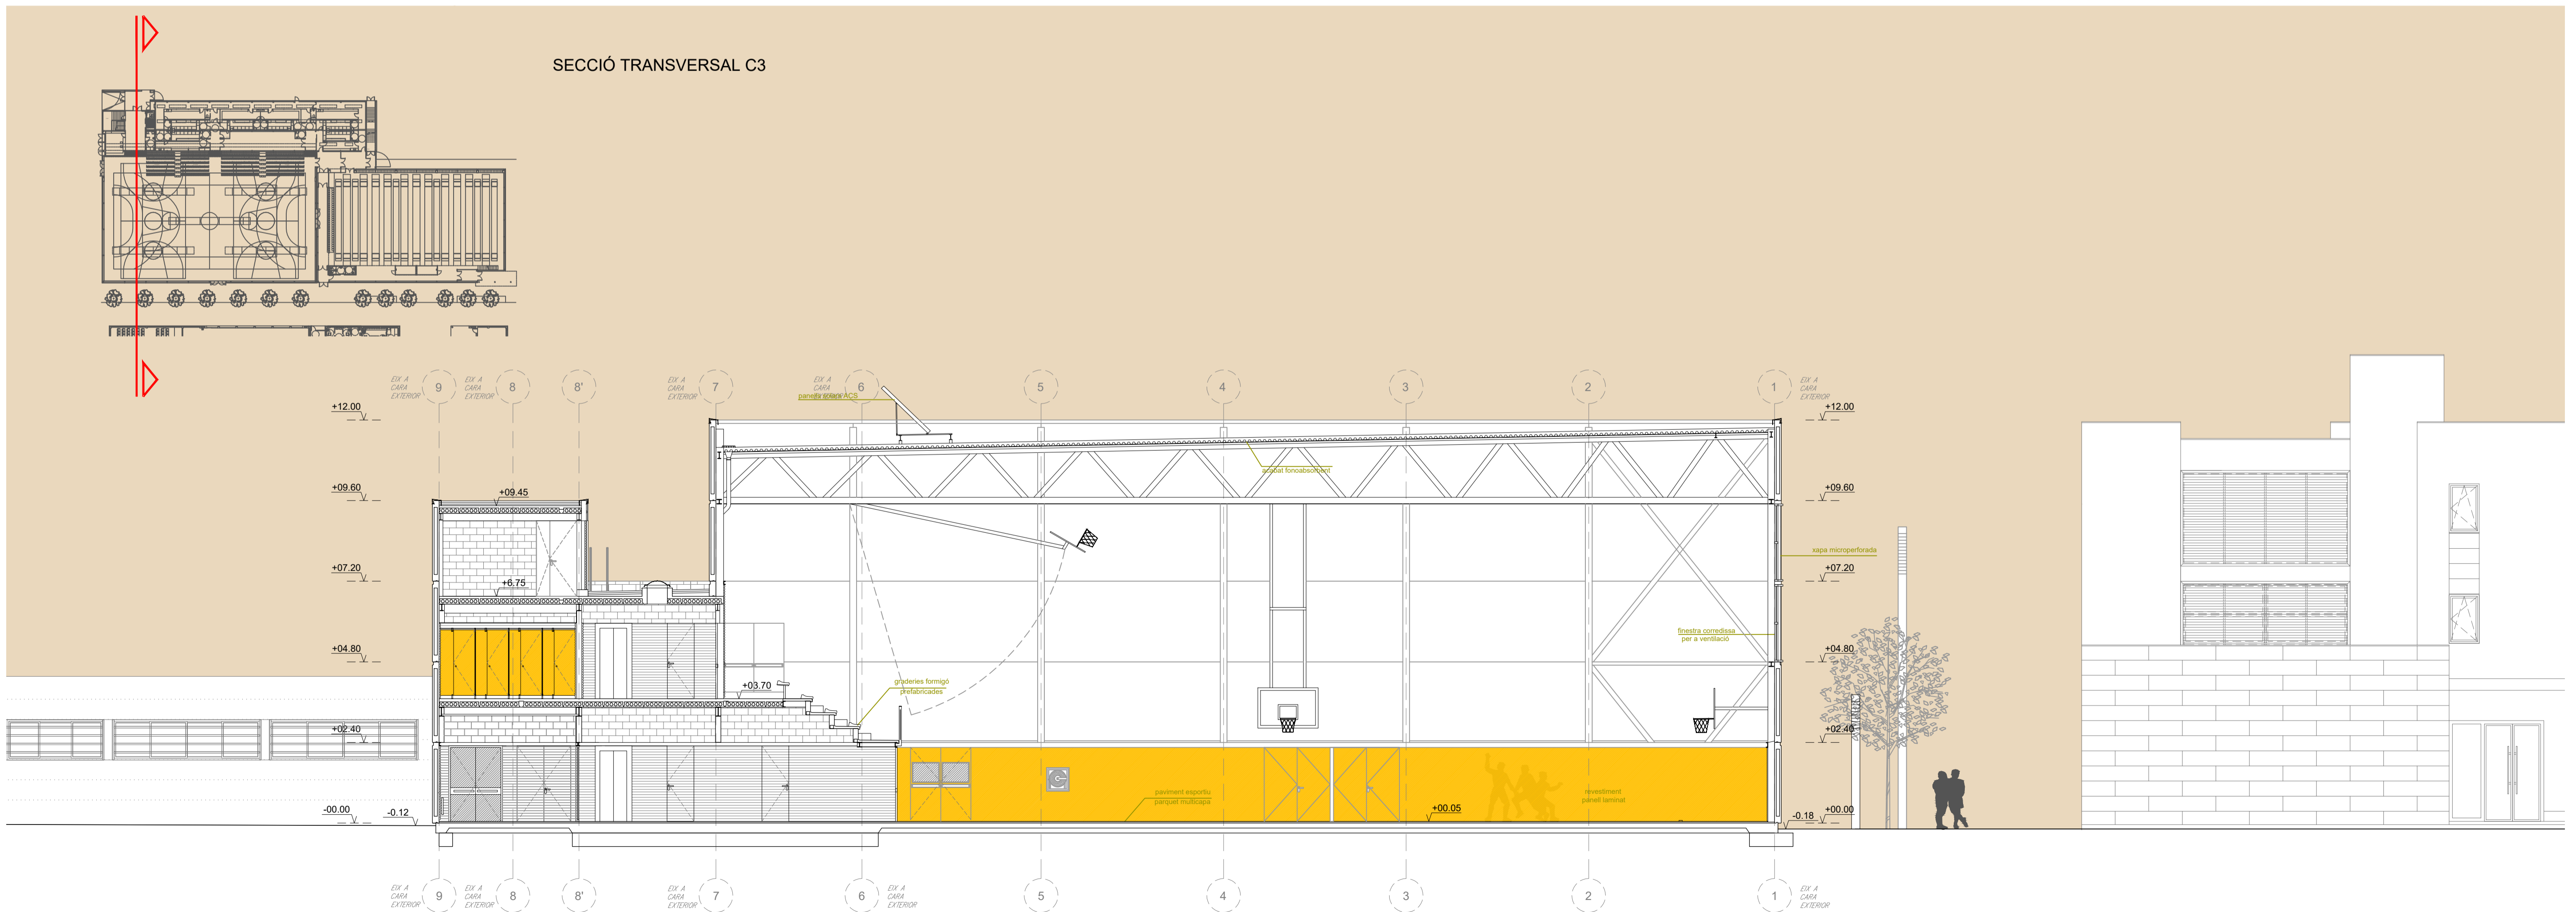 SECCIÓ TRANSVERSAL C3
EIX A
CARA
EXTERIOR
9
EIX A
CARA
EXTERIOR
8
8'
EIX A
CARA
EXTERIOR
7
EIX A
CARA
6
5
4
3
2
1
EIX A
CARA
EXTERIOR
+12.00
+12.00
acabat fonoabsorbent
+09.60
+09.45
+09.60
xapa microperforada
+07.20
+6.75
+07.20
finestra corredissa
per a ventilació
+04.80
+04.80
+03.70
graderies formigó
prefabricades
+02.40
+02.40
paviment esportiu
parquet multicapa
revestiment
panell laminat
-00.00
-0.12
+00.05
-0.18
+00.00
EIX A
CARA
EXTERIOR
9
EIX A
CARA
EXTERIOR
8
8'
EIX A
CARA
EXTERIOR
7
6
EIX A
CARA
EXTERIOR
5
4
3
2
1
EIX A
CARA
EXTERIOR